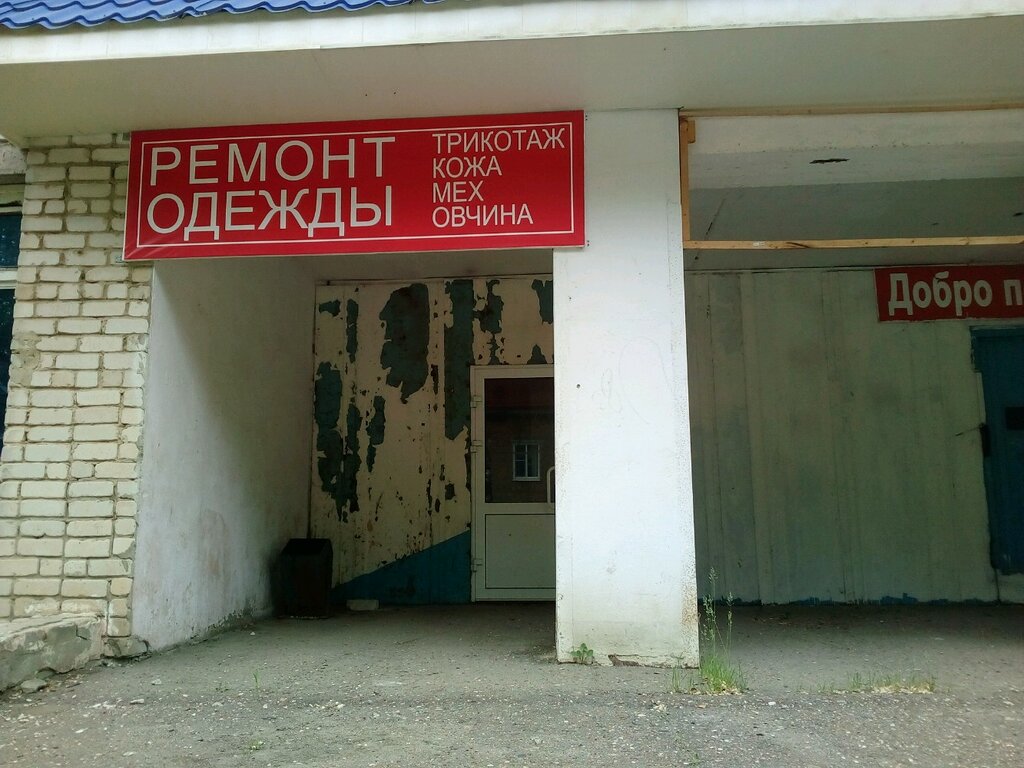 РЕМОНТ
ОДЕЖДЫ
ТРИКОТАЖ
КОЖА
МЕХ
ОВЧИНА
Добро п